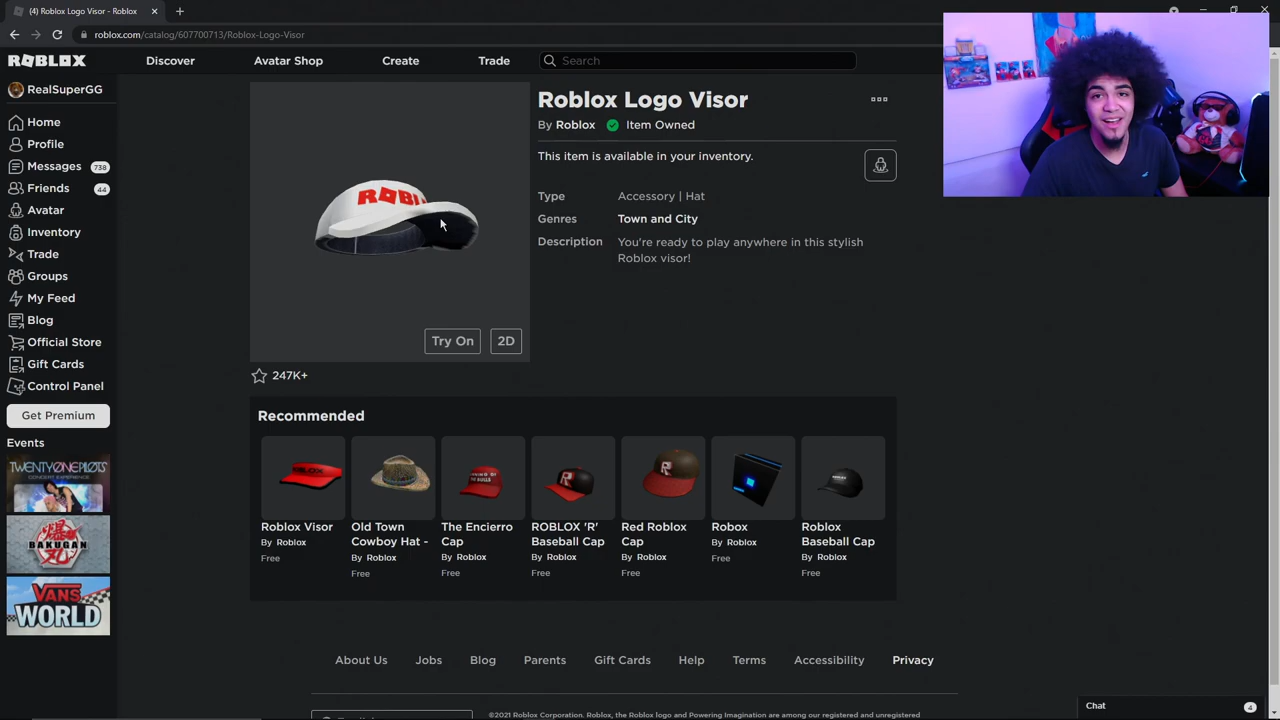 (4) Roblox Logo Visor - Roblox
roblox.com/catalog/607700713/Roblox-Logo-Visor
ROBLOX
Discover
Avatar Shop
Create
Trade
Search
RealSuperGG
Home
Profile
Messages 738
Friends 44
Avatar
Inventory
Trade
Groups
My Feed
Blog
Official Store
Gift Cards
Control Panel
Get Premium
Events
TWENTY ONE PILOTS
CONCERT EXPERIENCE
BAKUGAN
VANS
WORLD
Roblox Logo Visor
By Roblox Item Owned
This item is available in your inventory.
Type Accessory | Hat
Genres Town and City
Description You're ready to play anywhere in this stylish
Roblox visor!
Try On
2D
247K+
Recommended
Roblox Visor
By Roblox
Free
Old Town
Cowboy Hat -
By Roblox
Free
The Encierro
Cap
By Roblox
Free
ROBLOX 'R'
Baseball Cap
By Roblox
Free
Red Roblox
Cap
By Roblox
Free
Robox
By Roblox
Free
Roblox
Baseball Cap
By Roblox
Free
About Us
Jobs
Blog
Parents
Gift Cards
Help
Terms
Accessibility
Privacy
©2021 Roblox Corporation. Roblox, the Roblox logo and Powering Imagination are among our registered and unregistered
Chat 4